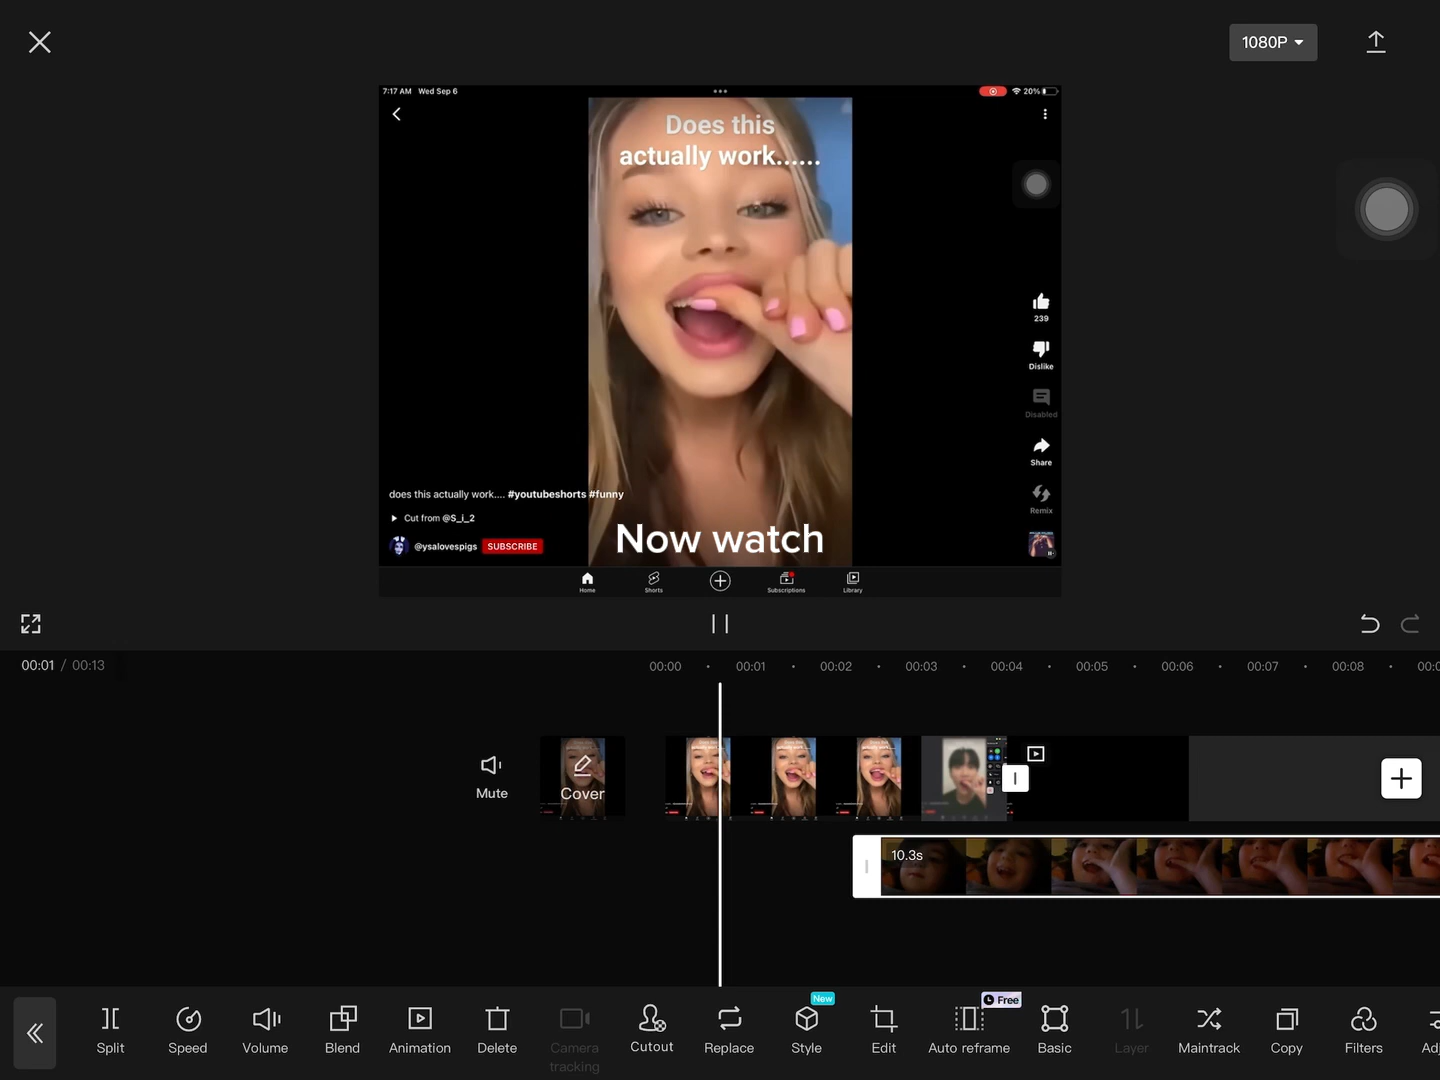 1080P
7:17 AM Wed Sep 6
20%
Does this
actually work......
239
Dislike
Disabled
Share
Remix
does this actually work.... #youtubeshorts #funny
Cut from @S_i_2
@ysalovespigs SUBSCRIBE
Now watch
Home
Shorts
Subscriptions
Library
00:01 / 00:13
00:00 00:01 00:02 00:03 00:04 00:05 00:06 00:07 00:08
Mute
Cover
10.3s
New
Free
Split
Speed
Volume
Blend
Animation
Delete
Camera
tracking
Cutout
Replace
Style
Edit
Auto reframe
Basic
Layer
Maintrack
Copy
Filters